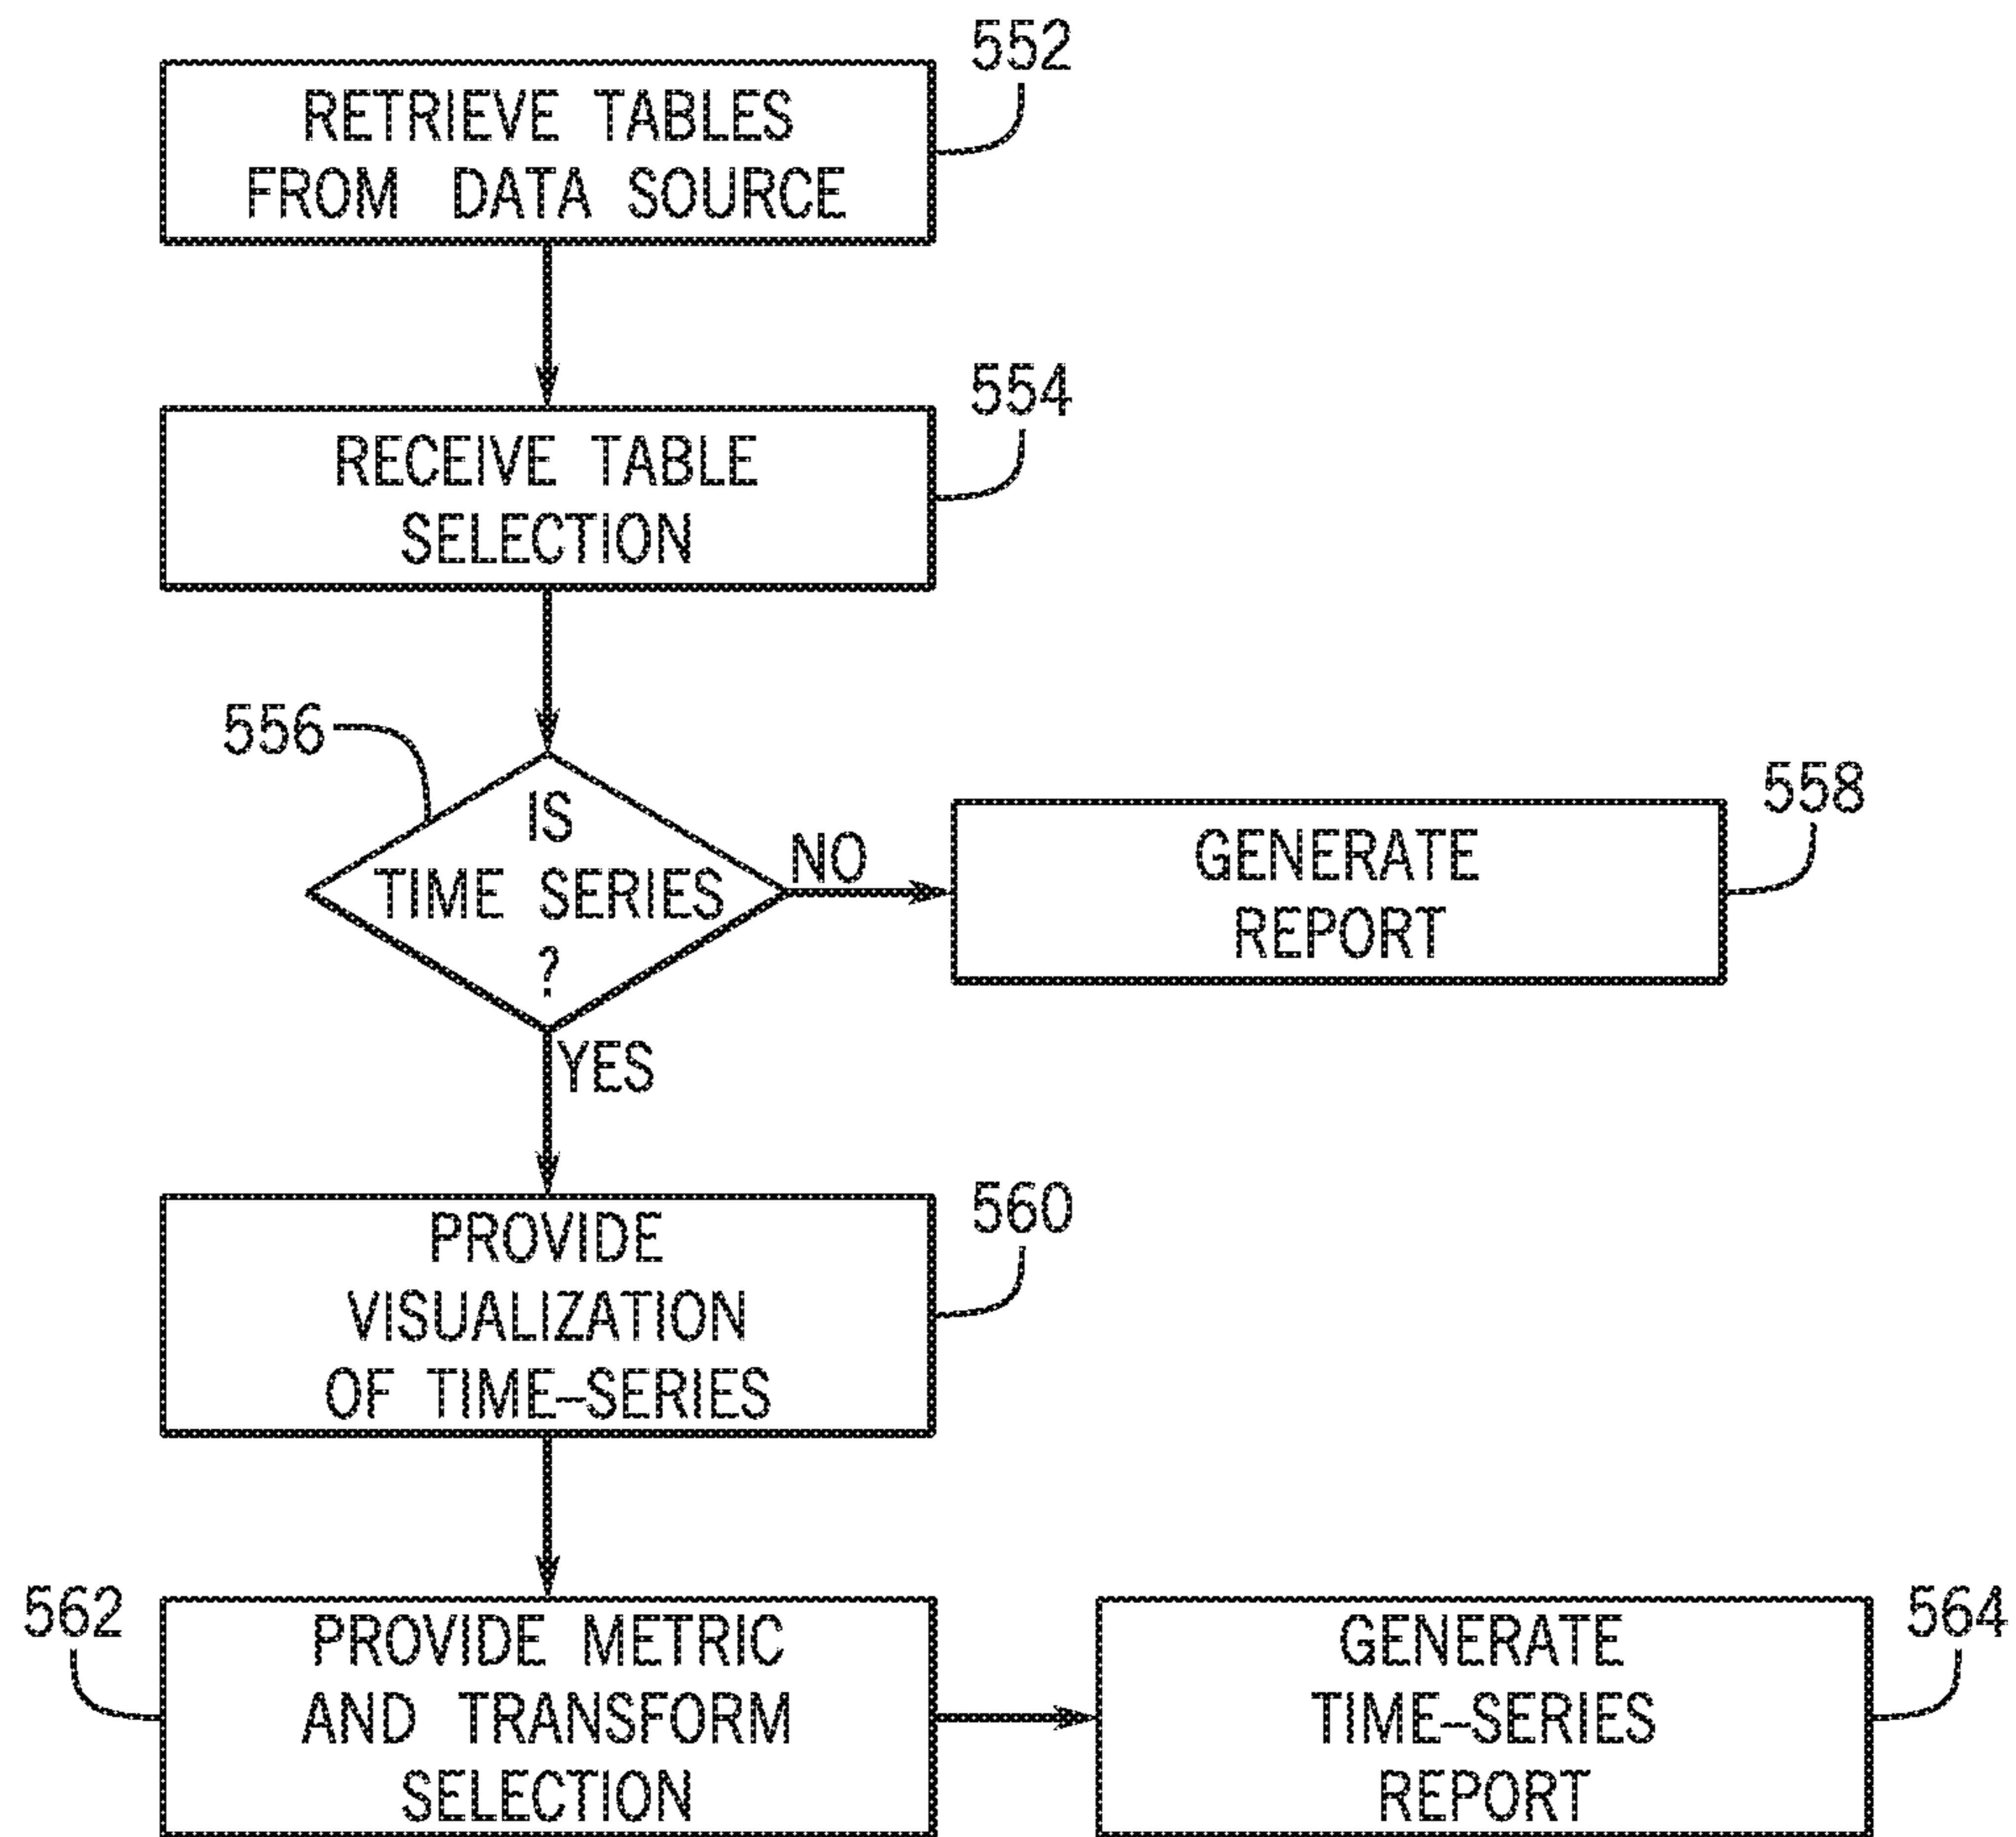 552
RETRIEVE TABLES
FROM DATA SOURCE
554
RECEIVE TABLE
SELECTION
556
IS
TIME SERIES
?
NO
YES
558
GENERATE
REPORT
560
PROVIDE
VISUALIZATION
OF TIME-SERIES
562
PROVIDE METRIC
AND TRANSFORM
SELECTION
564
GENERATE
TIME-SERIES
REPORT